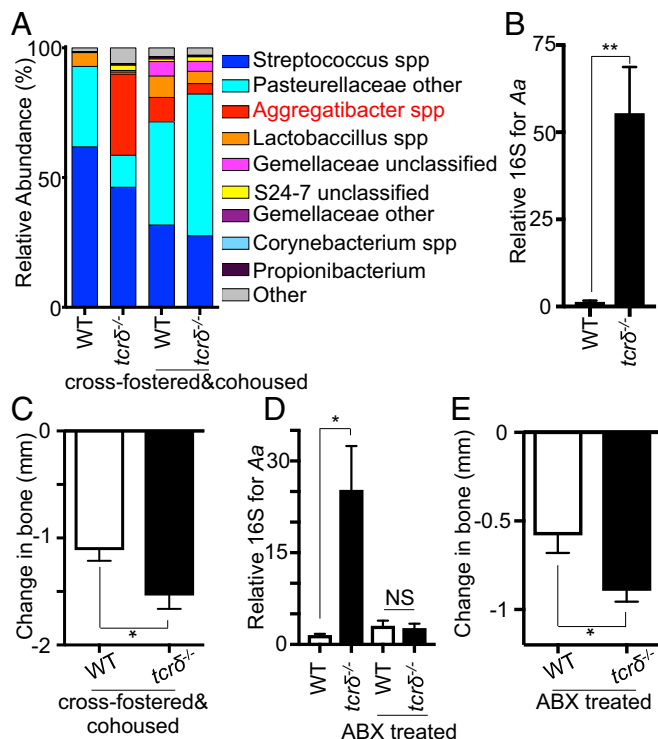 A
Relative Abundance (%)
100
50
0
WT
tcrδ-/-
WT
tcrδ-/-
cross-fostered&cohoused
Streptococcus spp
Pasteurellaceae other
Aggregatibacter spp
Lactobaccillus spp
Gemellaceae unclassified
S24-7 unclassified
Gemellaceae other
Corynebacterium spp
Propionibacterium
Other
B
Relative 16S for Aa
75
50
25
0
**
WT
tcrδ-/-
C
Change in bone (mm)
0
-1
-2
*
WT
tcrδ-/-
cross-fostered&
cohoused
D
Relative 16S for Aa
30
15
0
*
NS
WT
tcrδ-/-
WT
tcrδ-/-
ABX treated
E
Change in bone (mm)
0
-0.5
-1
*
WT
tcrδ-/-
ABX treated